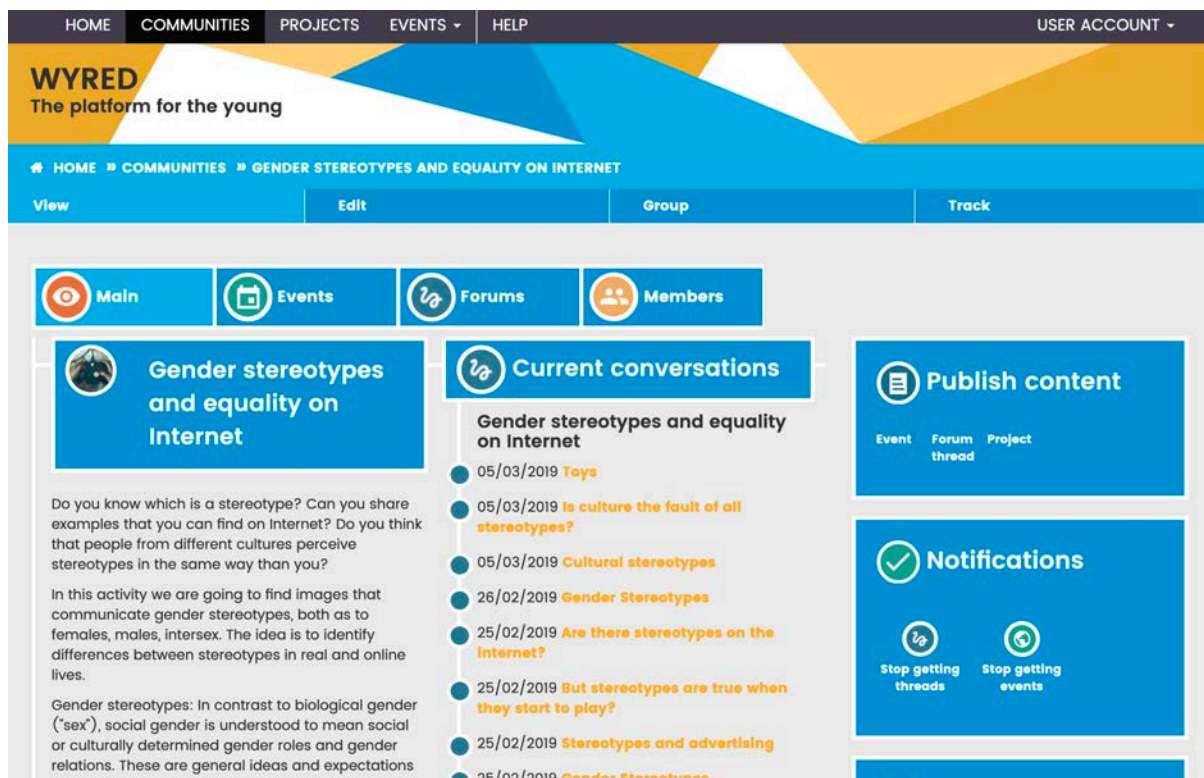 HOME COMMUNITIES PROJECTS EVENTS HELP USER ACCOUNT
WYRED
The platform for the young
HOME » COMMUNITIES » GENDER STEREOTYPES AND EQUALITY ON INTERNET
View Edit Group Track
Main Events Forums Members
Gender stereotypes
and equality on
Internet
Do you know which is a stereotype? Can you share
examples that you can find on Internet? Do you think
that people from different cultures perceive
stereotypes in the same way than you?
In this activity we are going to find images that
communicate gender stereotypes, both as to
females, males, intersex. The idea is to identify
differences between stereotypes in real and online
lives.
Gender stereotypes: In contrast to biological gender
("sex"), social gender is understood to mean social
or culturally determined gender roles and gender
relations. These are general ideas and expectations
Current conversations
Gender stereotypes and equality
on Internet
05/03/2019 Toys
05/03/2019 Is culture the fault of all
stereotypes?
05/03/2019 Cultural stereotypes
26/02/2019 Gender Stereotypes
25/02/2019 Are there stereotypes on the
internet?
25/02/2019 But stereotypes are true when
they start to play?
25/02/2019 Stereotypes and advertising
25/02/2019 Gender Stereotypes
Publish content
Event Forum Project
thread
Notifications
Stop getting Stop getting
threads events